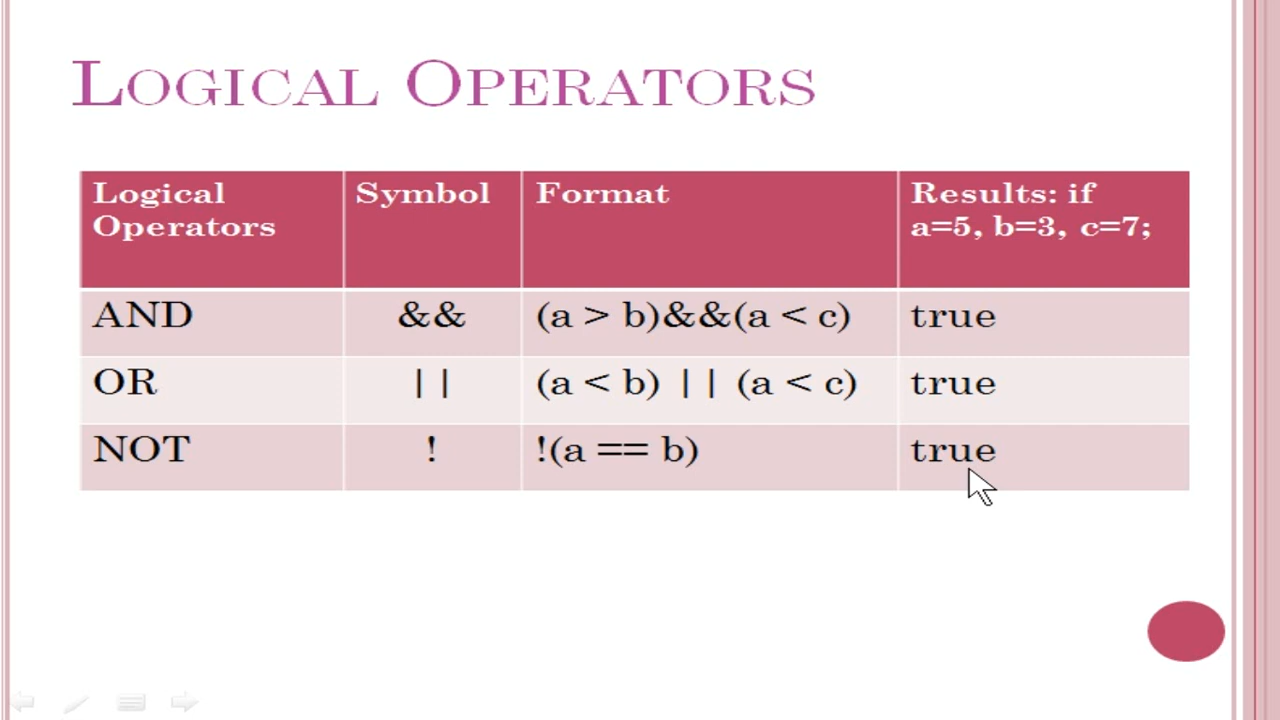 LOGICAL OPERATORS
Logical Operators Symbol Format Results: if a=5, b=3, c=7;
AND && (a > b)&&(a < c) true
OR || (a < b) || (a < c) true
NOT ! !(a == b) true